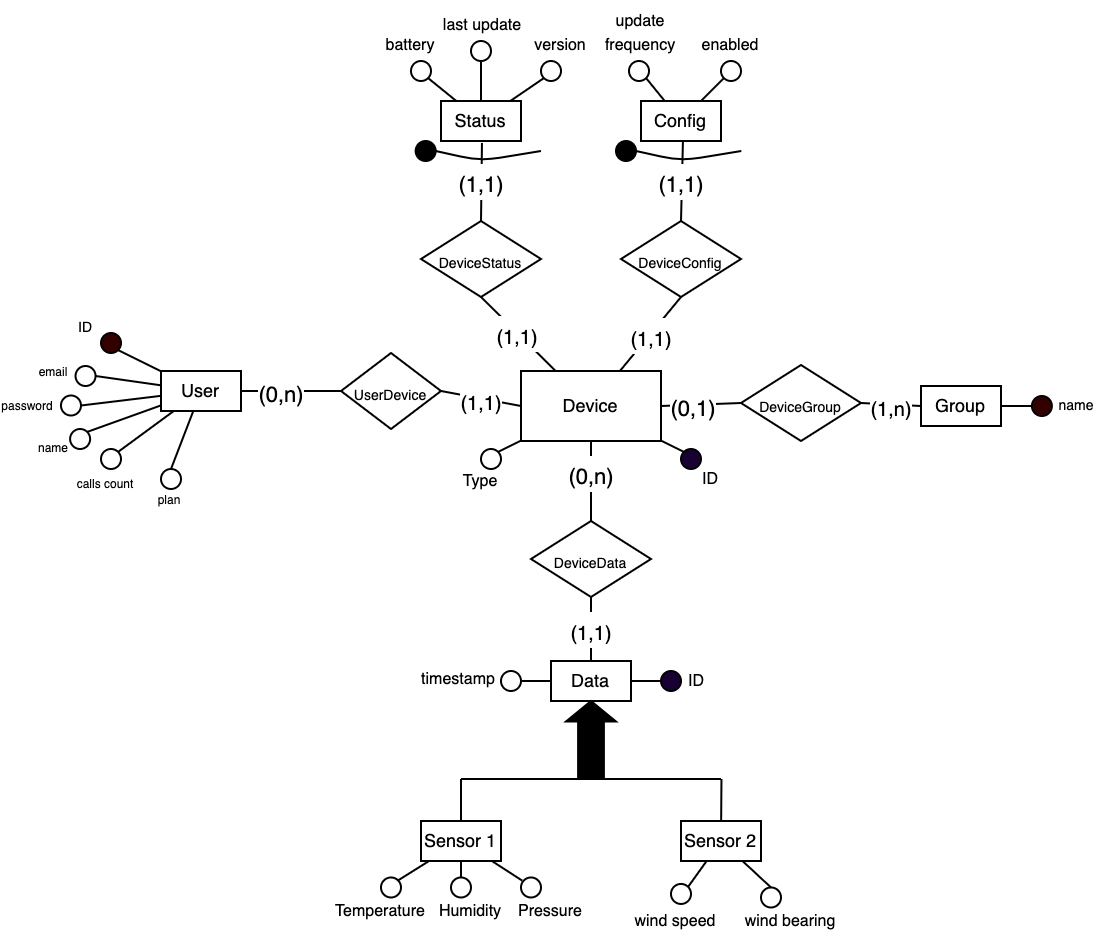 last update
battery
version
update
frequency
enabled
Status
Config
(1,1)
(1,1)
DeviceStatus
DeviceConfig
(1,1)
(1,1)
ID
email
password
name
calls count
plan
User
(0,n)
UserDevice
(1,1)
Device
(0,1)
DeviceGroup
(1,n)
Group
name
Type
ID
(0,n)
DeviceData
(1,1)
timestamp
Data
ID
Sensor 1
Sensor 2
Temperature
Humidity
Pressure
wind speed
wind bearing